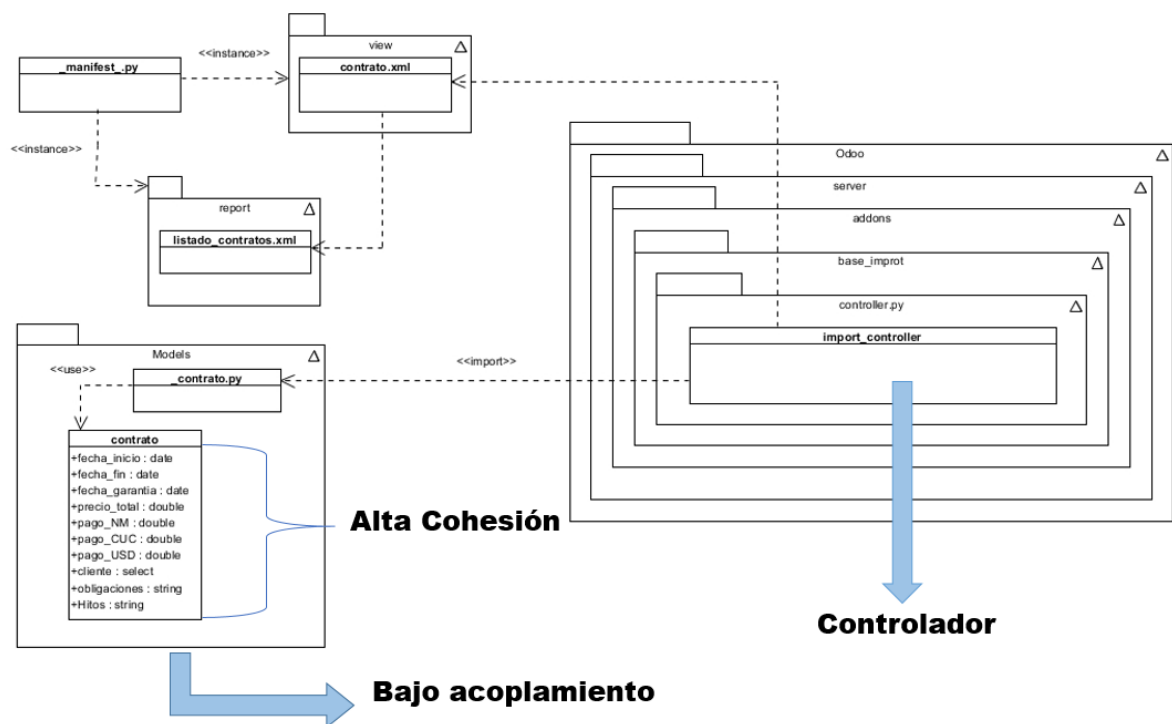 <<instance>>
view
_manifest_.py
contrato.xml
<<instance>>
report
listado_contratos.xml
Odoo
server
addons
base_improt
controller.py
import_controller
Models
<<use>>
_contrato.py
<<import>>
contrato
+fecha_inicio : date
+fecha_fin : date
+fecha_garantia : date
+precio_total : double
+pago_NM : double
+pago_CUC : double
+pago_USD : double
+cliente : select
+obligaciones : string
+Hitos : string
Alta Cohesión
Controlador
Bajo acoplamiento